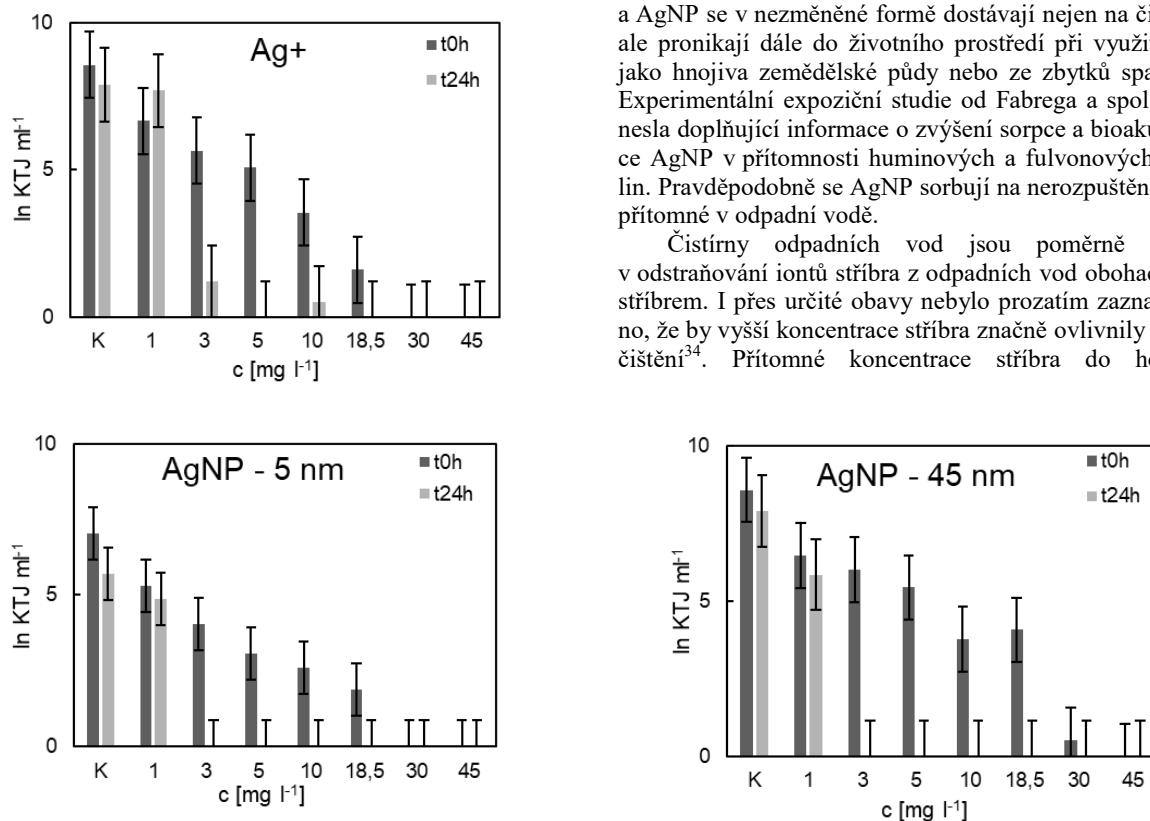 10
5
0
ln KTJ ml⁻¹
Ag+
t0h
t24h
K 1 3 5 10 18,5 30 45
c [mg l⁻¹]
a AgNP se v nezměněné formě dostávají nejen na či
ale pronikají dále do životního prostředí při využi
jako hnojiva zemědělské půdy nebo ze zbytků spa
Experimentální expoziční studie od Fabrega a spol
nesla doplňující informace o zvýšení sorpce a bioaku
ce AgNP v přítomnosti huminových a fulvonových
lin. Pravděpodobně se AgNP sorbují na nerozpuštěn
přítomné v odpadní vodě.
Čistírny odpadních vod jsou poměrně
v odstraňování iontů stříbra z odpadních vod oboha
stříbrem. I přes určité obavy nebylo prozatím zazna
no, že by vyšší koncentrace stříbra značně ovlivnily
čištění³⁴. Přítomné koncentrace stříbra do ho
10
5
0
ln KTJ ml⁻¹
AgNP - 5 nm
t0h
t24h
K 1 3 5 10 18,5 30 45
c [mg l⁻¹]
10
5
0
ln KTJ ml⁻¹
AgNP - 45 nm
t0h
t24h
K 1 3 5 10 18,5 30 45
c [mg l⁻¹]